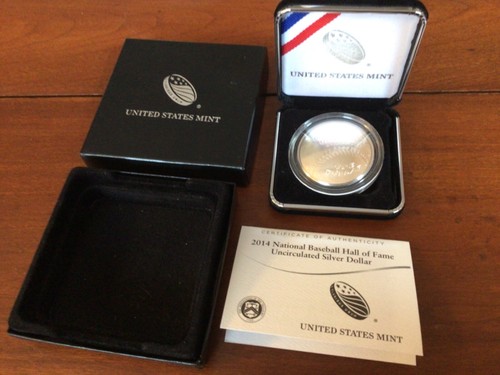 UNITED STATES MINT
UNITED STATES MINT
CERTIFICATE OF AUTHENTICITY
2014 National Baseball Hall of Fame
Uncirculated Silver Dollar
UNITED STATES MINT